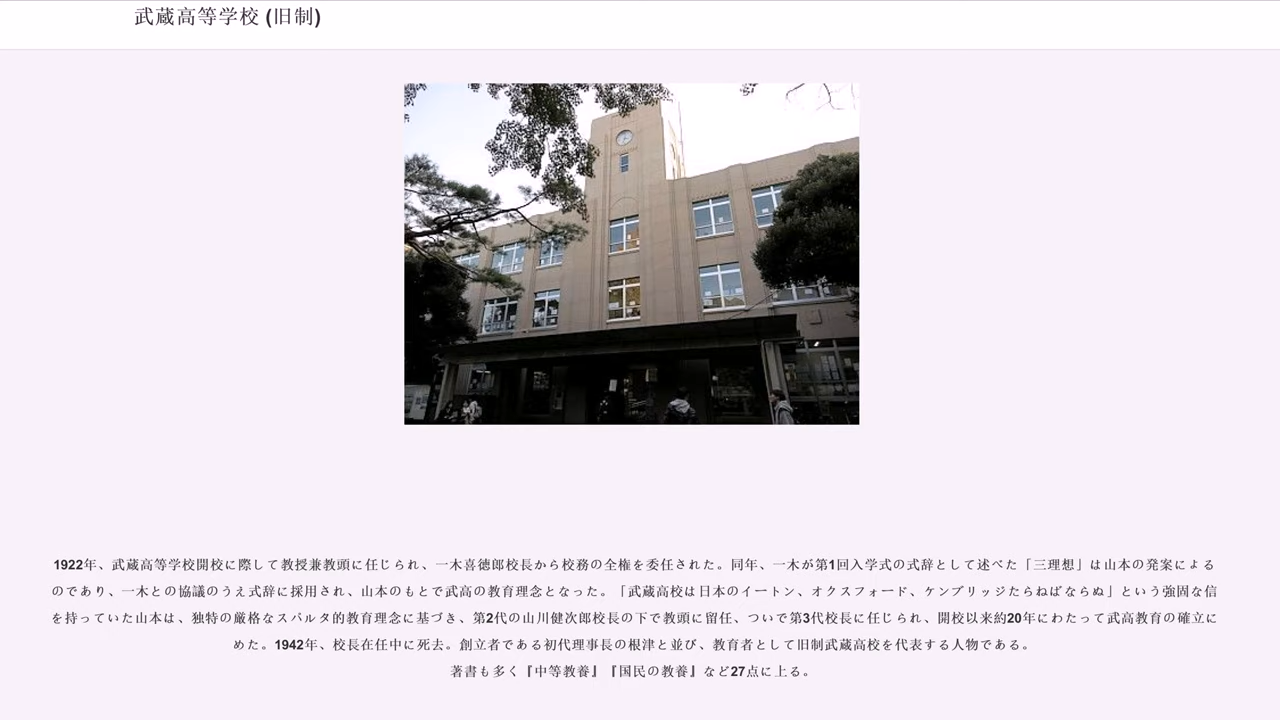 武蔵高等学校 (旧制)
1922年、武蔵高等学校開校に際して教授兼教頭に任じられ、一木喜徳郎校長から校務の全権を委任された。同年、一木が第1回入学式の式辞として述べた「三理想」は山本の発案による
のであり、一木との協議のうえ式辞に採用され、山本のもとで武高の教育理念となった。「武蔵高校は日本のイートン、オクスフォード、ケンブリッジたらねばならぬ」という強固な信
を持っていた山本は、独特の厳格なスパルタ的教育理念に基づき、第2代の山川健次郎校長の下で教頭に留任、ついで第3代校長に任じられ、開校以来約20年にわたって武高教育の確立に
めた。1942年、校長在任中に死去。創立者である初代理事長の根津と並び、教育者として旧制武蔵高校を代表する人物である。
著書も多く『中等教養』『国民の教養』など27点に上る。